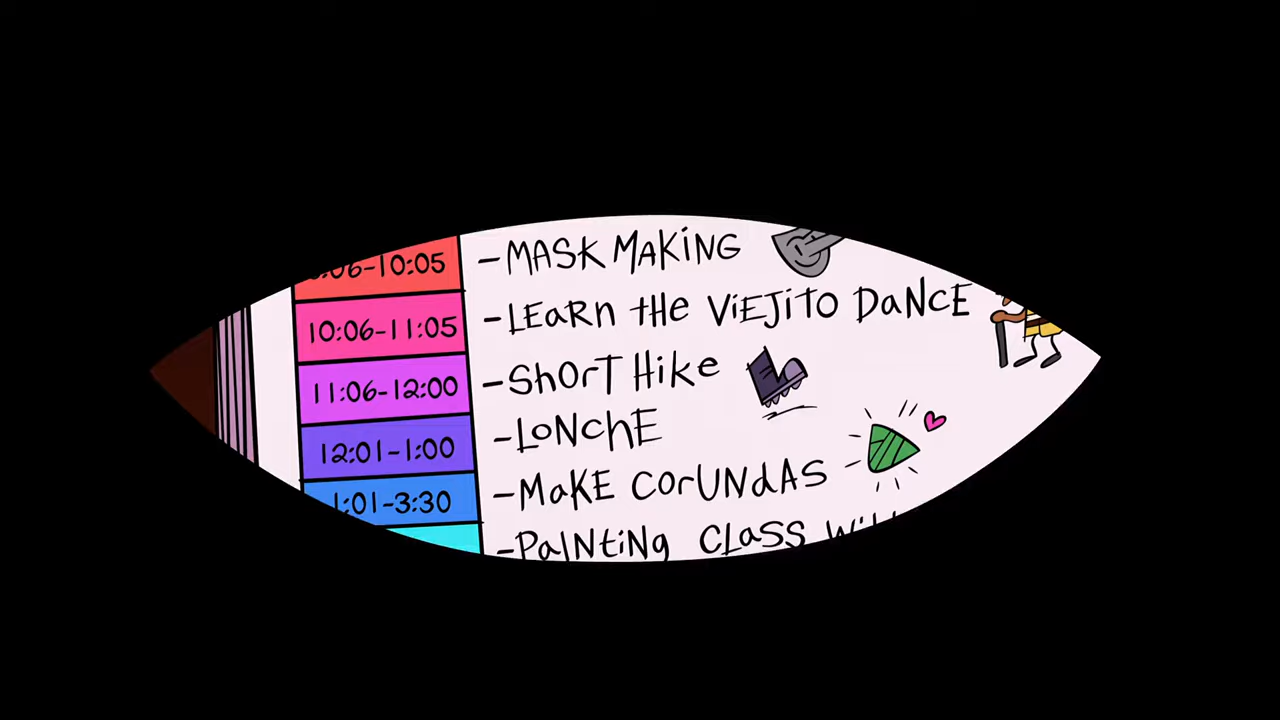 06-10:05 -MASK MAKING
10:06-11:05 -LEarn tHe VIEJITO DaNCE
11:06-12:00 -SHOrT Hike
12:01-1:00 -LONChE
1:01-3:30 -MaKE COrUNdAS
-PaINtiNg CLaSS